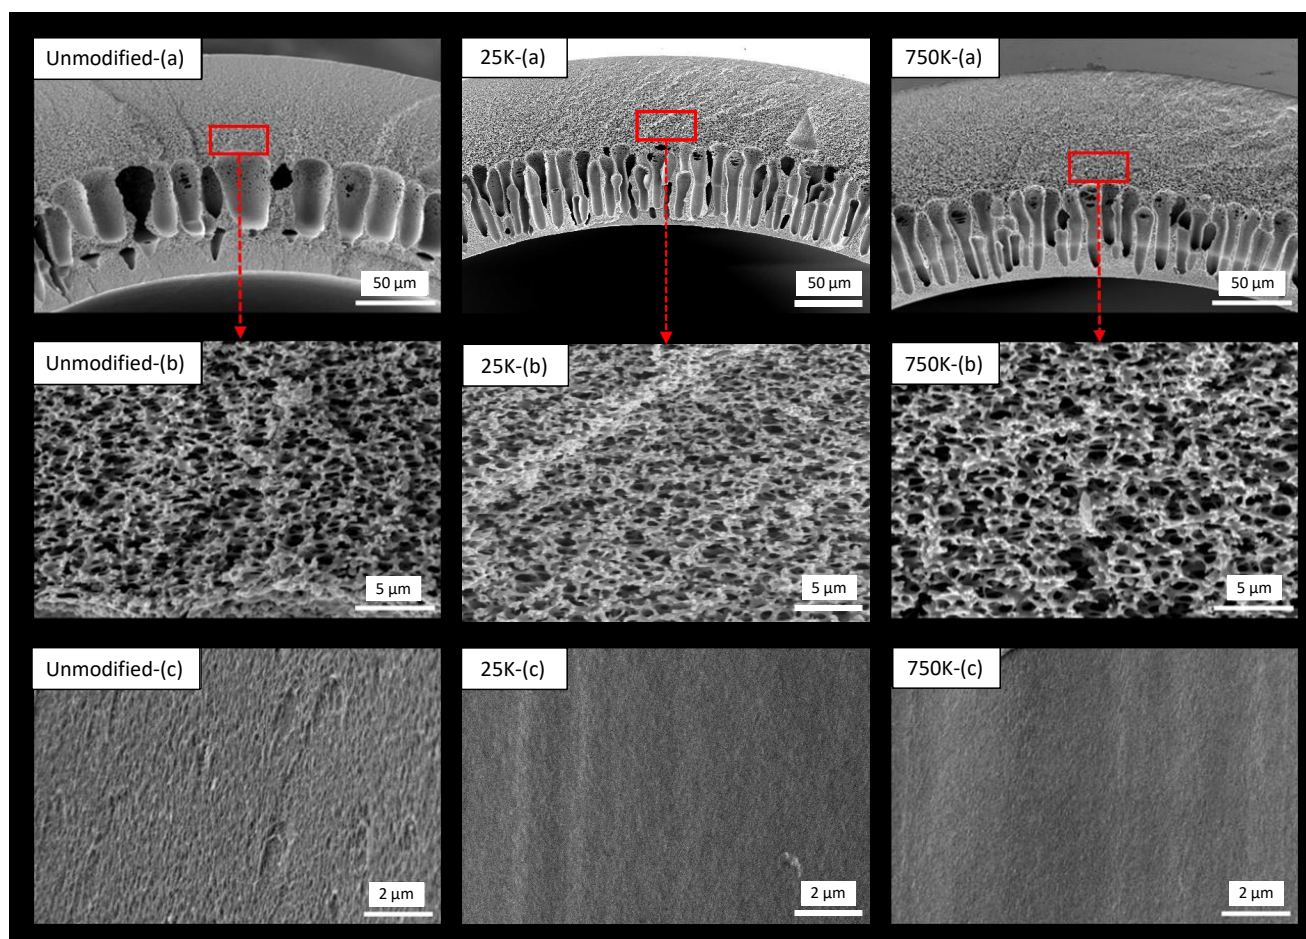 Unmodified-(a)
25K-(a)
750K-(a)
50 µm
50 µm
50 µm
Unmodified-(b)
25K-(b)
750K-(b)
5 µm
5 µm
5 µm
Unmodified-(c)
25K-(c)
750K-(c)
2 µm
2 µm
2 µm